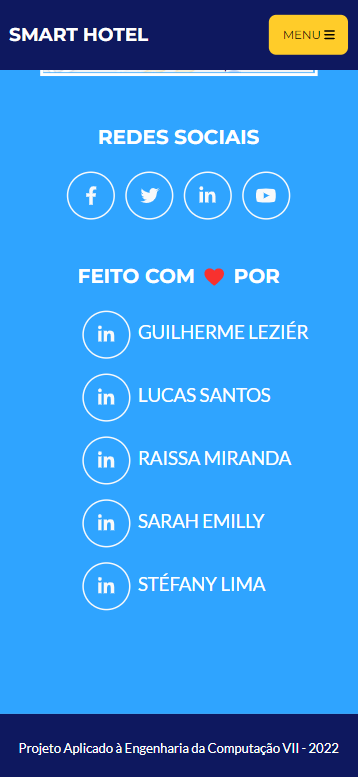 SMART HOTEL
MENU
REDES SOCIAIS
FEITO COM POR
GUILHERME LEZIÉR
LUCAS SANTOS
RAISSA MIRANDA
SARAH EMILLY
STÉFANY LIMA
Projeto Aplicado à Engenharia da Computação VII - 2022